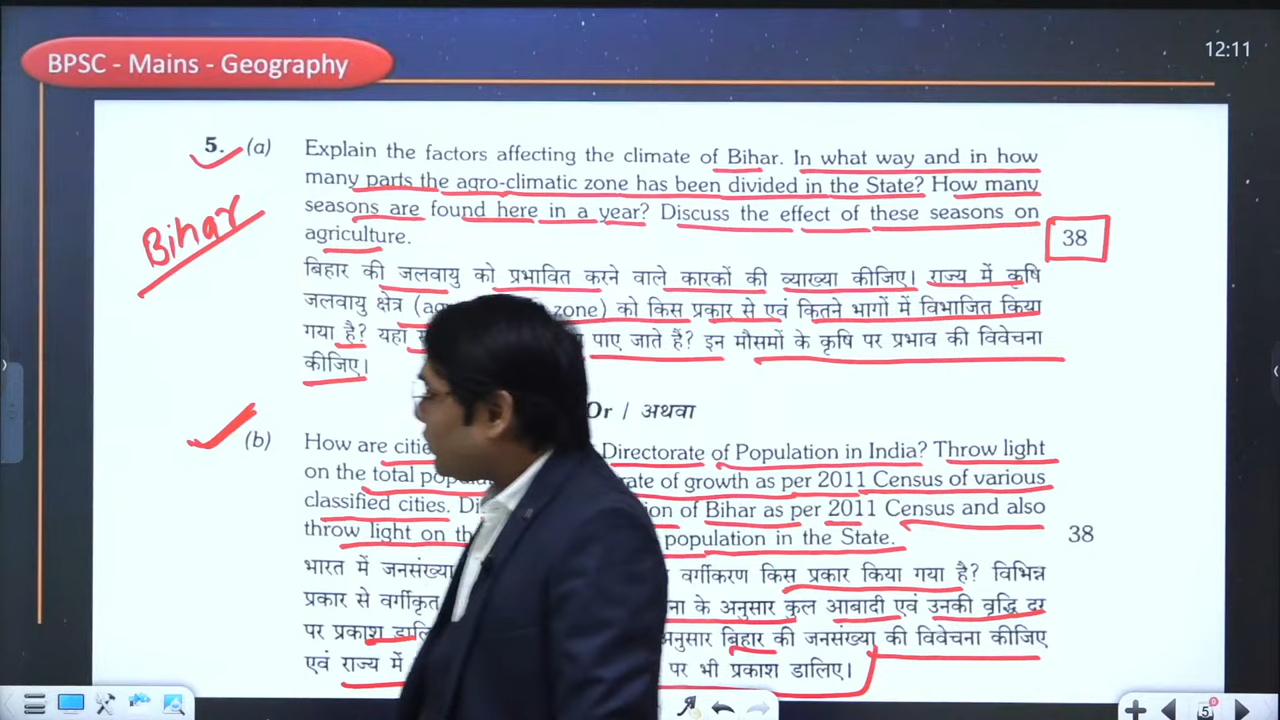 BPSC - Mains - Geography
12:11
5. (a) Explain the factors affecting the climate of Bihar. In what way and in how
many parts the agro-climatic zone has been divided in the State? How many
seasons are found here in a year? Discuss the effect of these seasons on
agriculture.
38
Bihar
बिहार की जलवायु को प्रभावित करने वाले कारकों की व्याख्या कीजिए। राज्य में कृषि
जलवायु क्षेत्र zone) को किस प्रकार से एवं कितने भागों में विभाजित किया
गया है? यहा पाए जाते हैं? इन मौसमों के कृषि पर प्रभाव की विवेचना
कीजिए।
Or / अथवा
(b) How are Directorate of Population in India? Throw light
on the total of growth as per 2011 Census of various
classified cities. of Bihar as per 2011 Census and also
throw light on population in the State.
38
भारत में वर्गीकरण किस प्रकार किया गया है? विभिन्न
प्रकार से वर्गीकृत के अनुसार कुल आबादी एवं उनकी वृद्धि दर
पर प्रकाश बिहार की जनसंख्या की विवेचना कीजिए
एवं राज्य में पर भी प्रकाश डालिए।
5